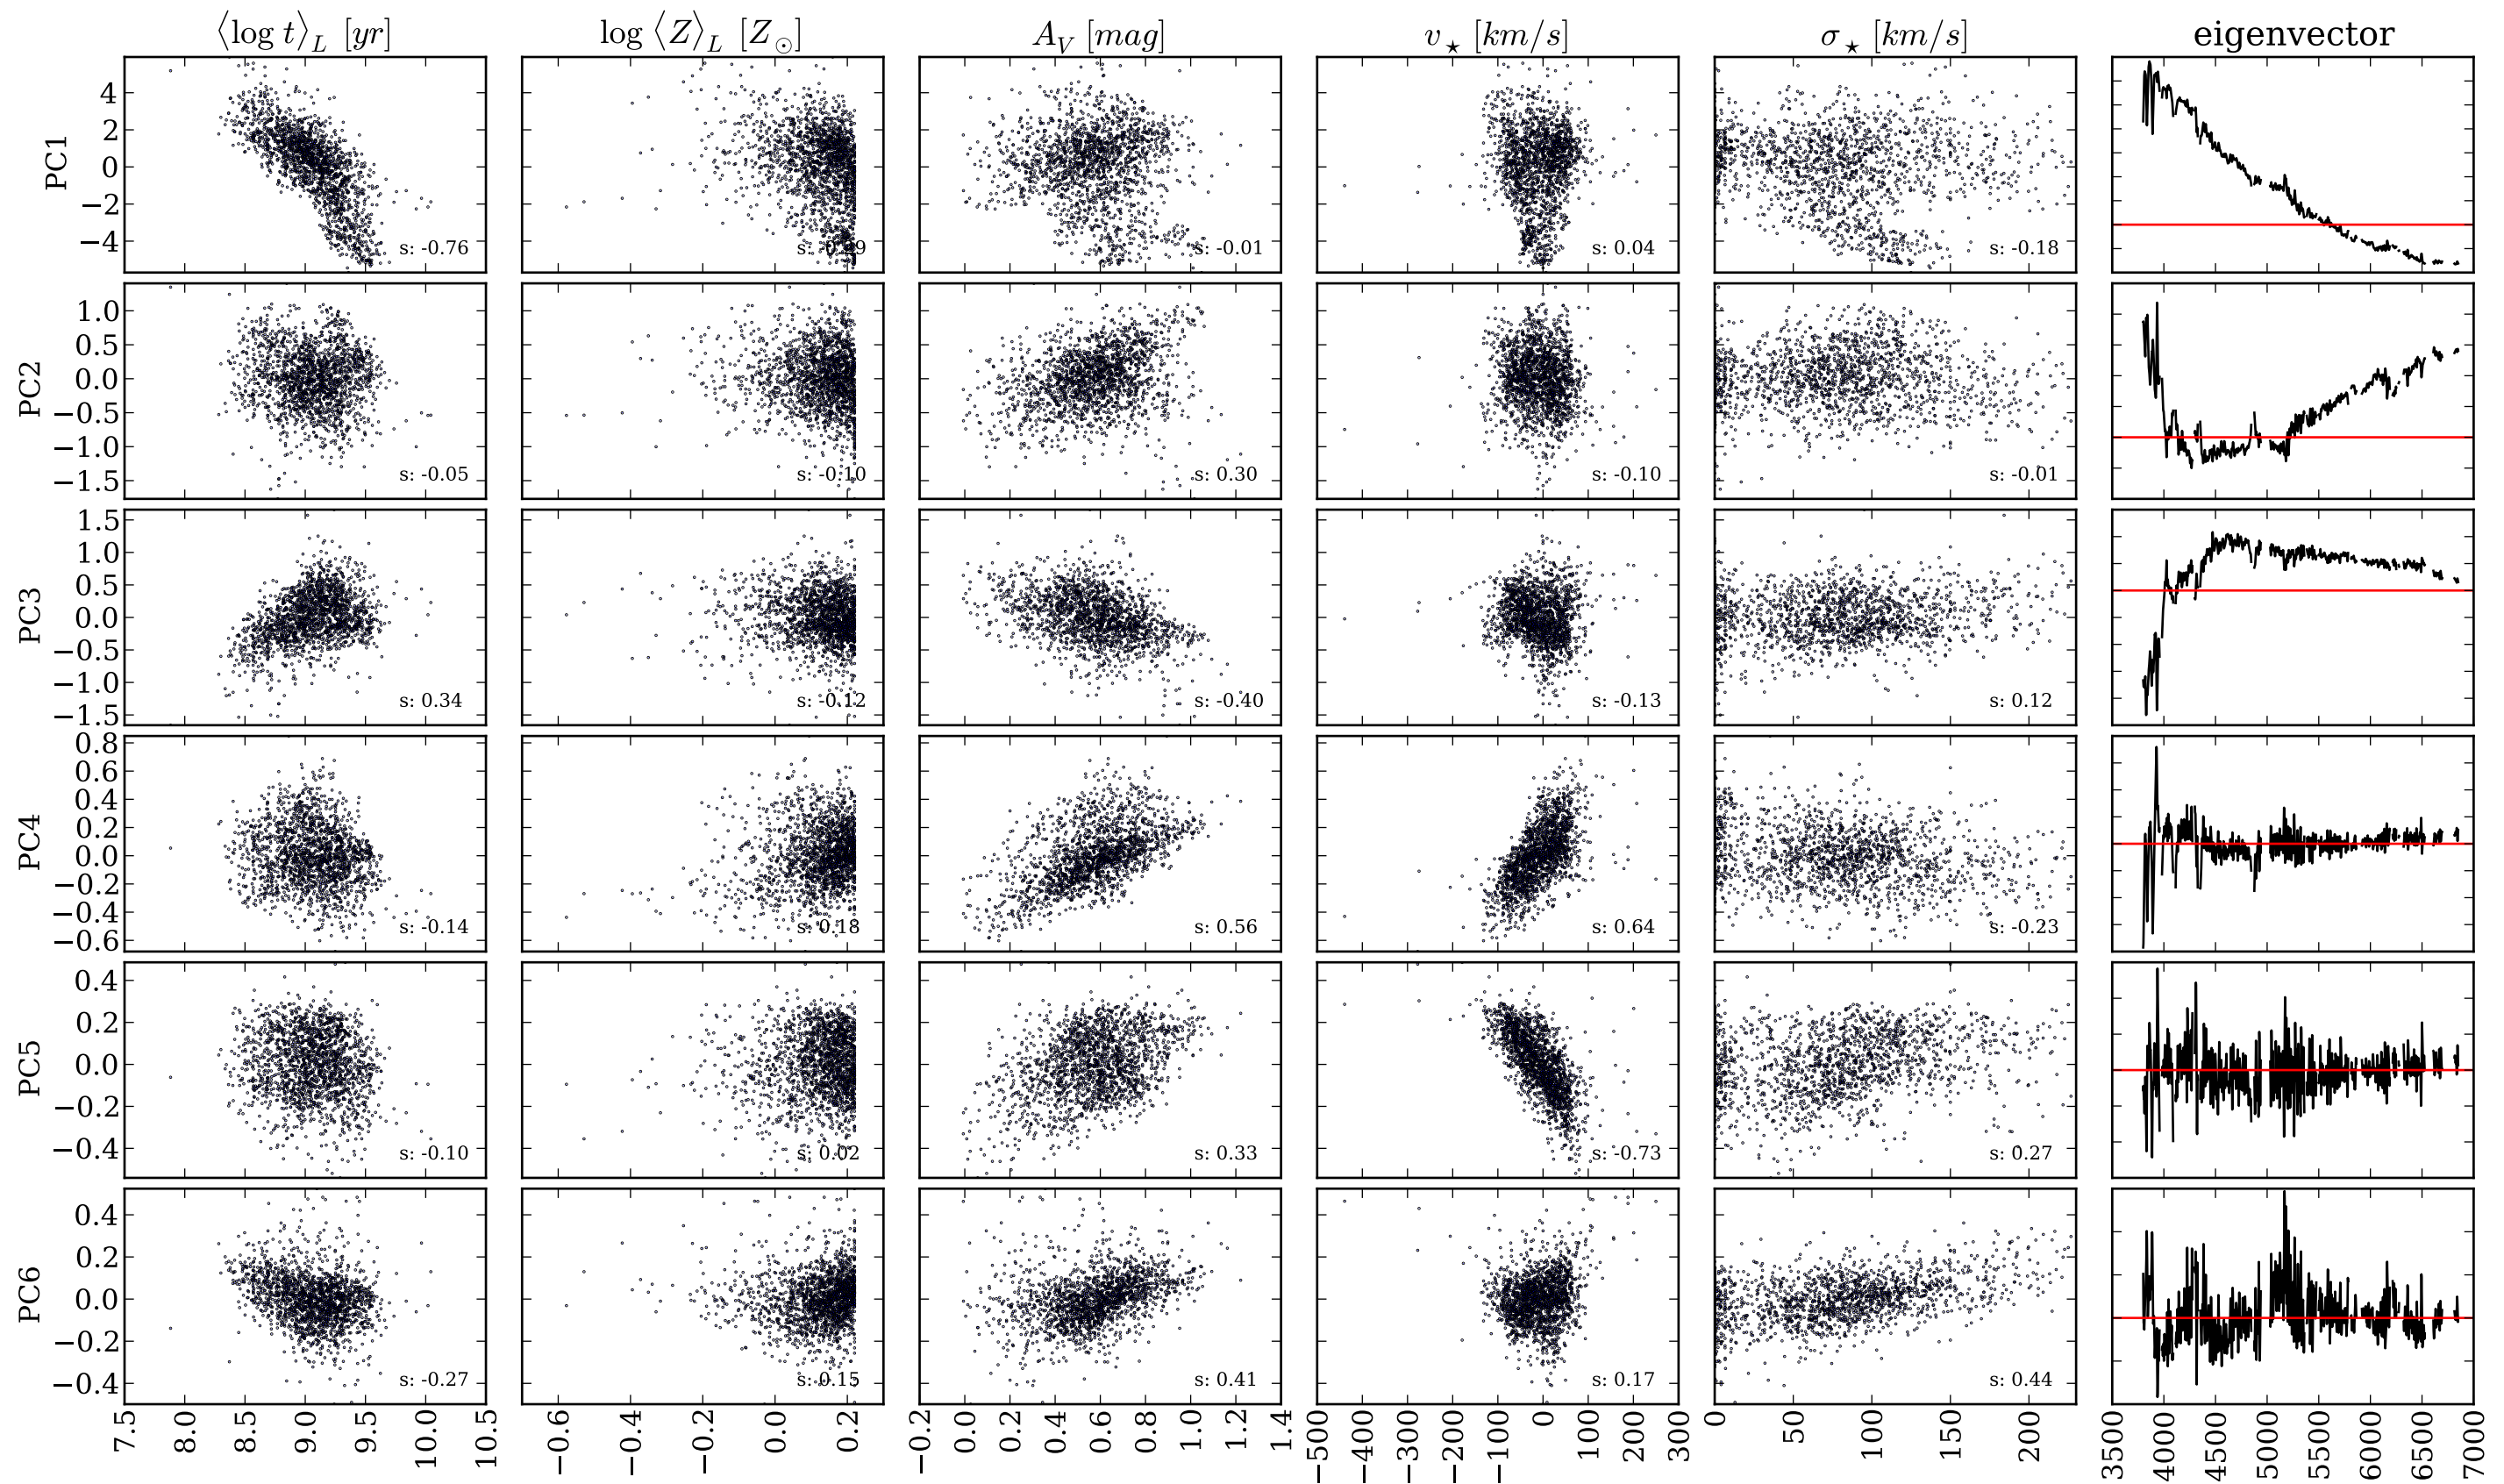 ⟨log t⟩_L [yr] log ⟨Z⟩_L [Z_⊙] A_V [mag] v_⋆ [km/s] σ_⋆ [km/s] eigenvector
PC1
4
2
0
−2
−4
s: -0.76 s: -0.01 s: 0.04 s: -0.18
PC2
1.0
0.5
0.0
−0.5
−1.0
−1.5
s: -0.05 s: -0.10 s: 0.30 s: -0.10 s: -0.01
PC3
1.5
1.0
0.5
0.0
−0.5
−1.0
−1.5
s: 0.34 s: -0.12 s: -0.40 s: -0.13 s: 0.12
PC4
0.8
0.6
0.4
0.2
0.0
−0.2
−0.4
−0.6
s: -0.14 s: 0.18 s: 0.56 s: 0.64 s: -0.23
PC5
0.4
0.2
0.0
−0.2
−0.4
s: -0.10 s: 0.02 s: 0.33 s: -0.73 s: 0.27
PC6
0.4
0.2
0.0
−0.2
−0.4
s: -0.27 s: 0.15 s: 0.41 s: 0.17 s: 0.44
7.5 8.0 8.5 9.0 9.5 10.0 10.5
−0.6 −0.4 −0.2 0.0 0.2
−0.2 0.0 0.2 0.4 0.6 0.8 1.0 1.2 1.4
−500 −400 −300 −200 −100 0 100 200 300
0 50 100 150 200
3500 4000 4500 5000 5500 6000 6500 7000